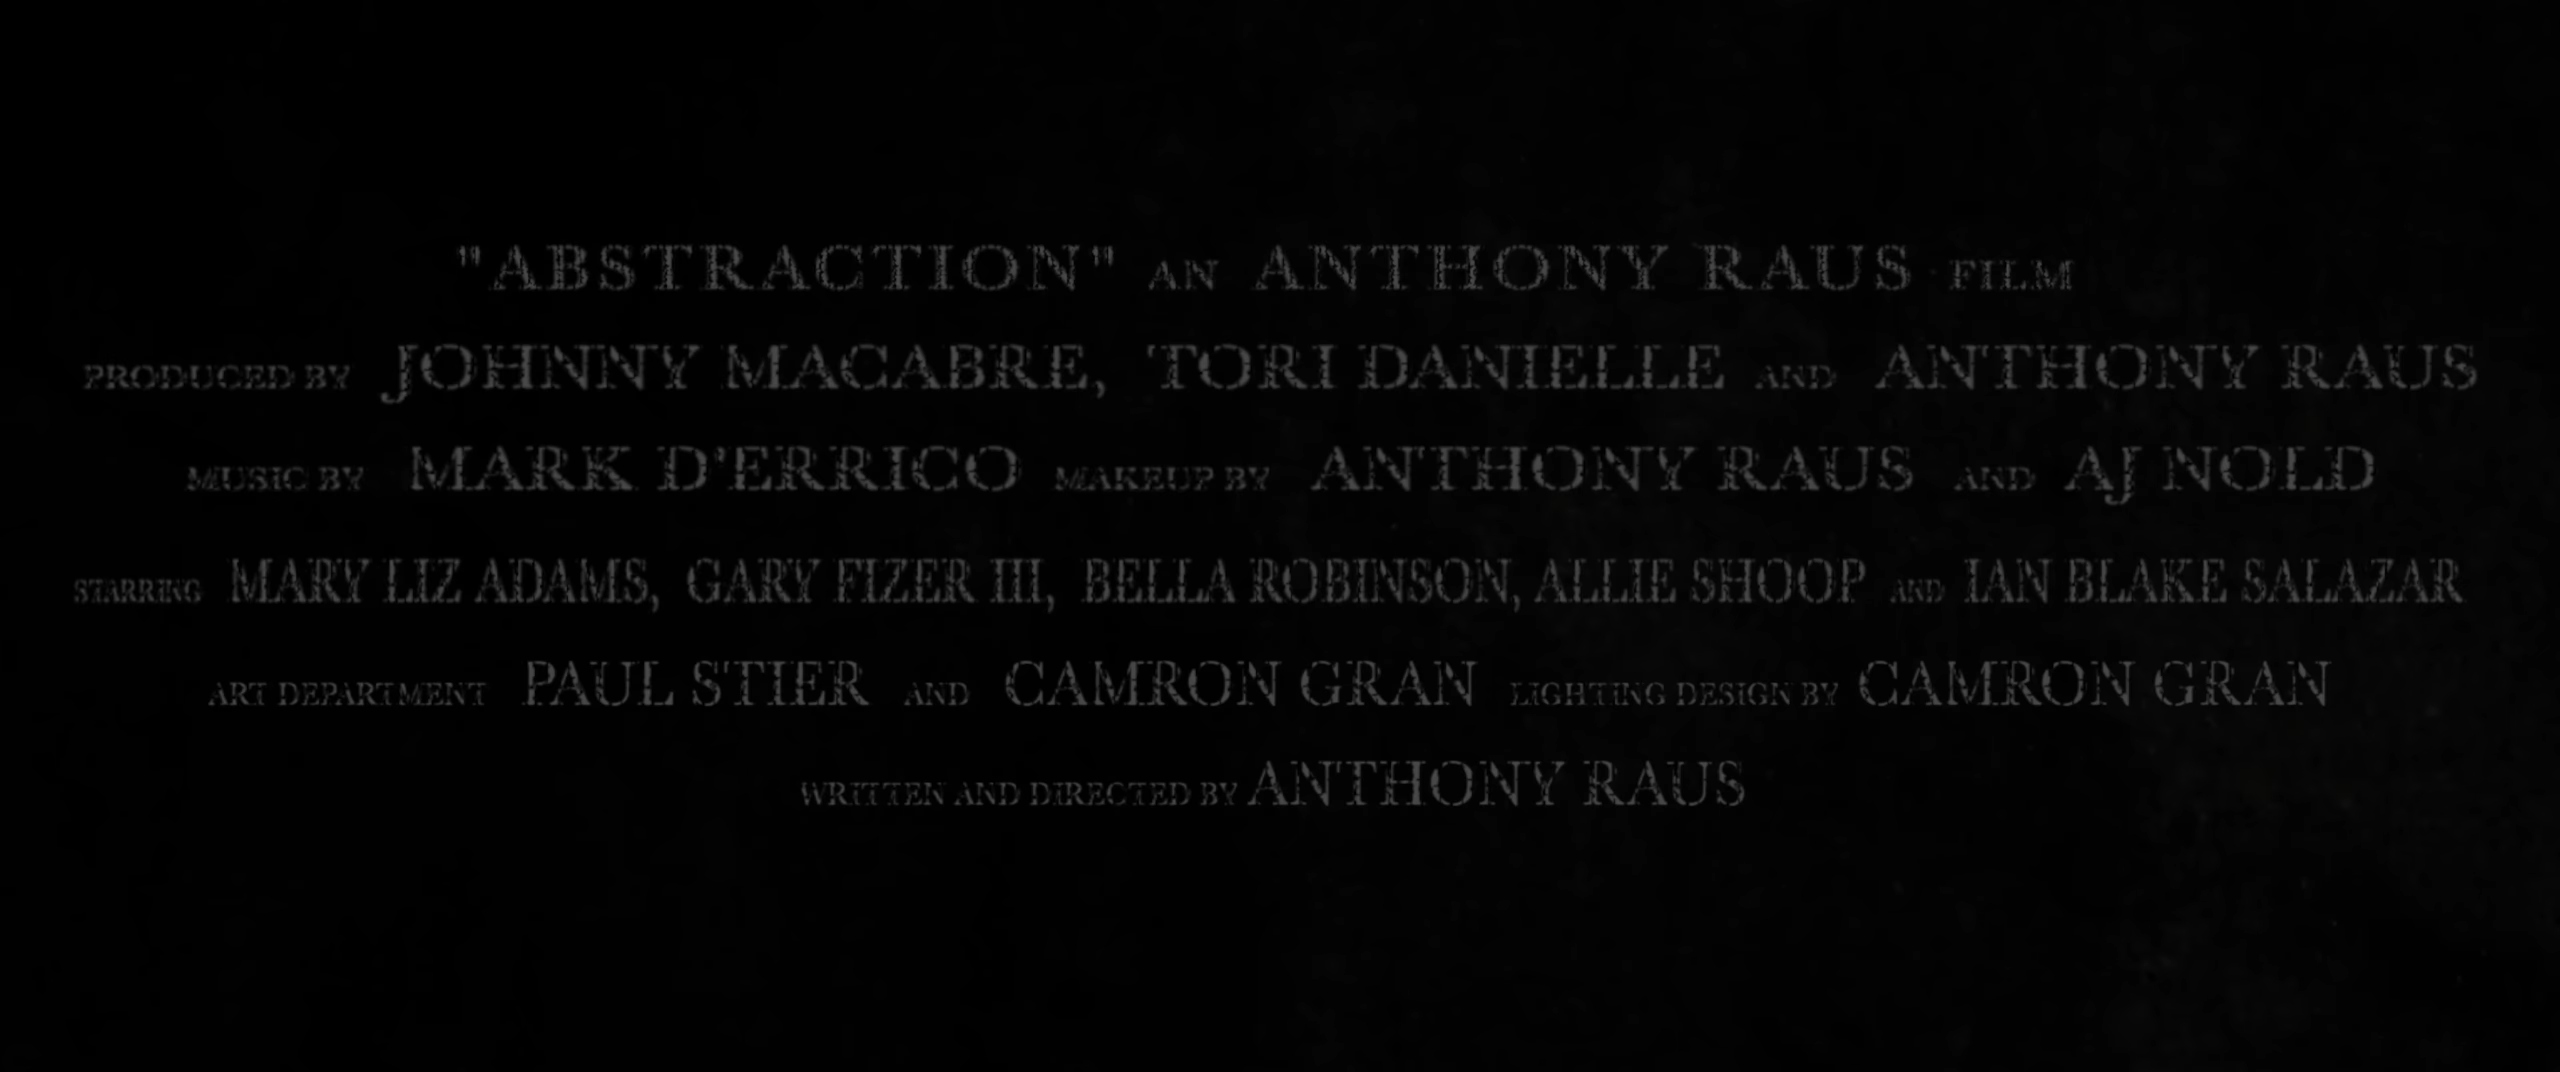 "ABSTRACTION" AN ANTHONY RAUS FILM
PRODUCED BY JOHNNY MACABRE, TORI DANIELLE AND ANTHONY RAUS
MUSIC BY MARK D'ERRICO MAKEUP BY ANTHONY RAUS AND AJ NOLD
STARRING MARY LIZ ADAMS, GARY FIZER III, BELLA ROBINSON, ALLIE SHOOP AND IAN BLAKE SALAZAR
ART DEPARTMENT PAUL STIER AND CAMRON GRAN LIGHTING DESIGN BY CAMRON GRAN
WRITTEN AND DIRECTED BY ANTHONY RAUS